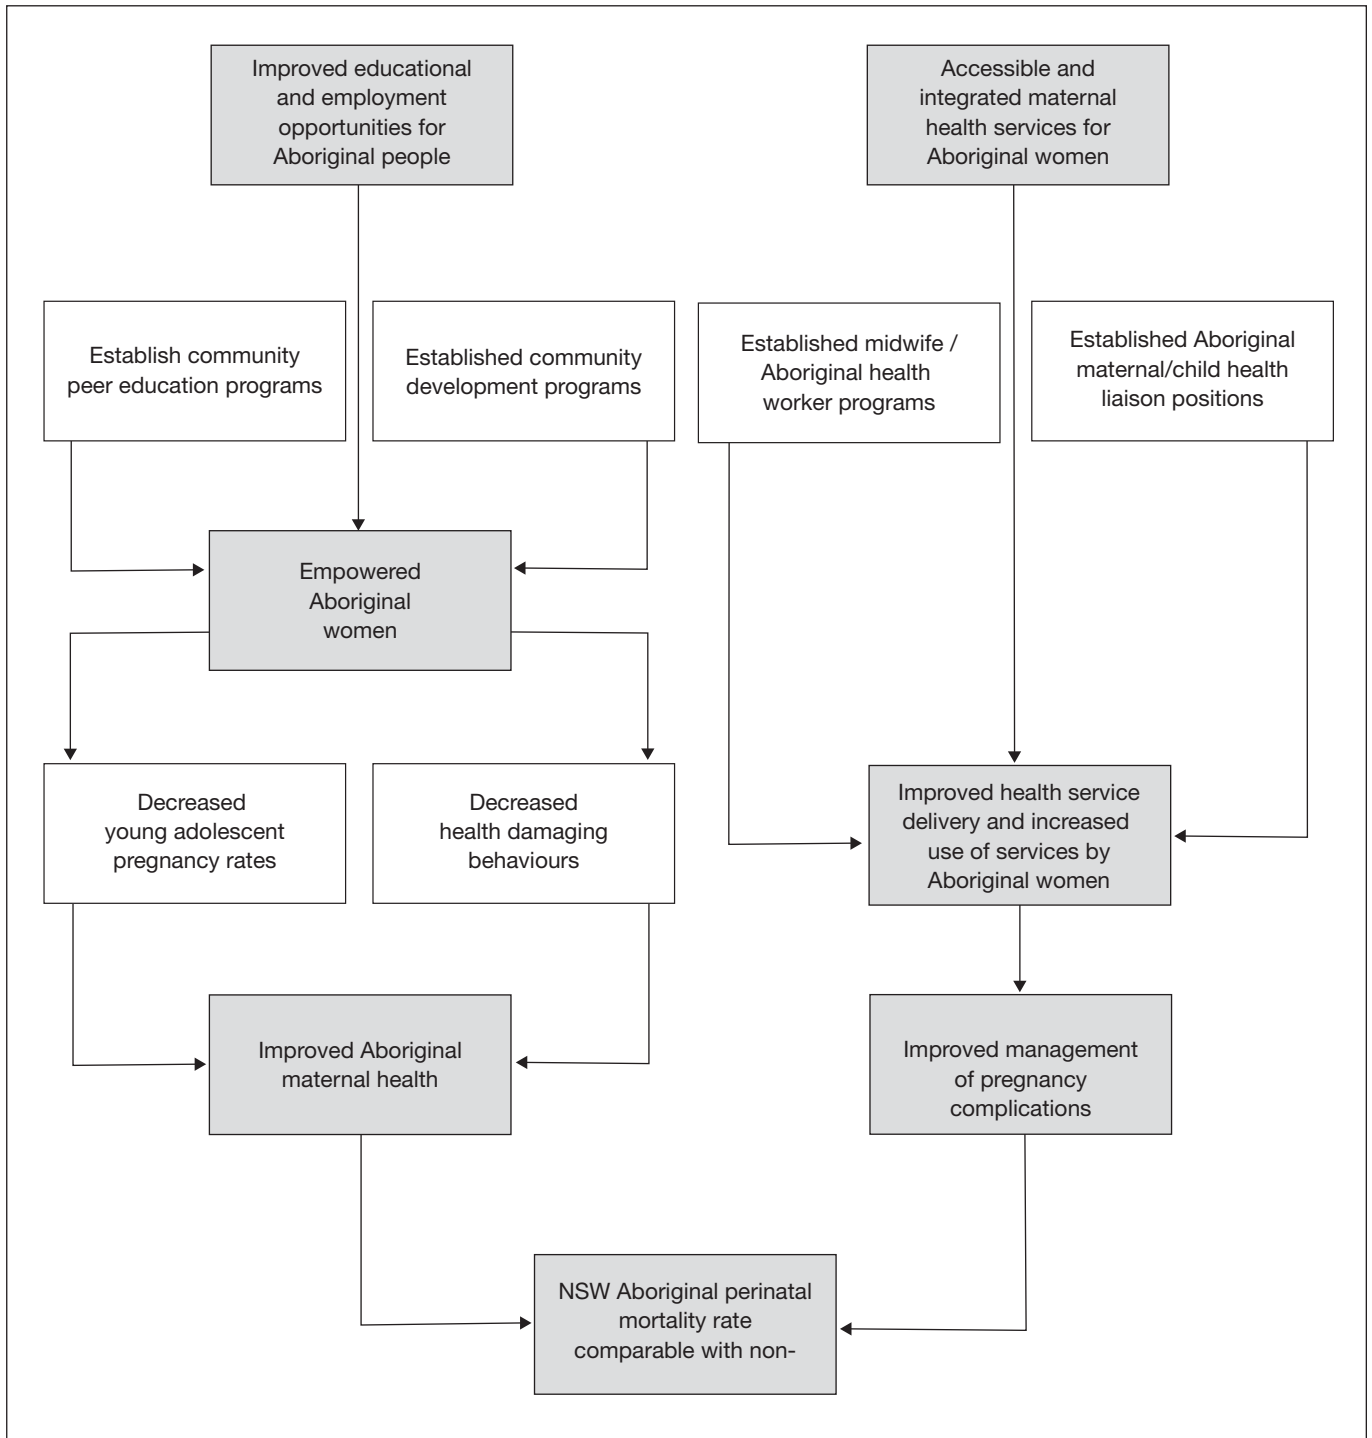 Improved educational
and employment
opportunities for
Aboriginal people
Accessible and
integrated maternal
health services for
Aboriginal women
Establish community
peer education programs
Established community
development programs
Established midwife /
Aboriginal health
worker programs
Established Aboriginal
maternal/child health
liaison positions
Empowered
Aboriginal
women
Decreased
young adolescent
pregnancy rates
Decreased
health damaging
behaviours
Improved health service
delivery and increased
use of services by
Aboriginal women
Improved Aboriginal
maternal health
Improved management
of pregnancy
complications
NSW Aboriginal perinatal
mortality rate
comparable with non-